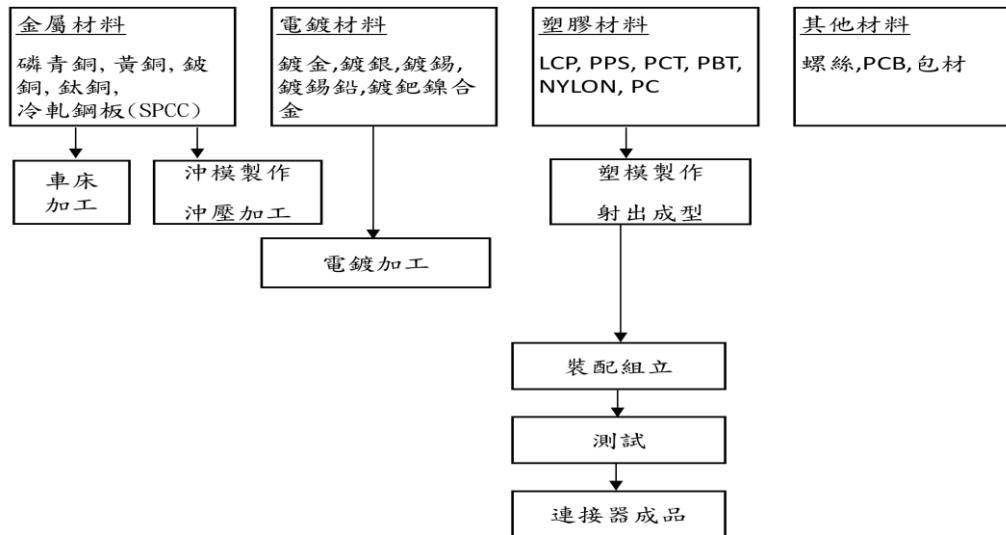 金屬材料
磷青銅, 黃銅, 鈹
銅, 鈦銅,
冷軋鋼板(SPCC)
電鍍材料
鍍金,鍍銀,鍍錫,
鍍錫鉛,鍍鈀鎳合
金
塑膠材料
LCP, PPS, PCT, PBT,
NYLON, PC
其他材料
螺絲,PCB,包材
車床
加工
沖模製作
沖壓加工
塑模製作
射出成型
電鍍加工
裝配組立
測試
連接器成品